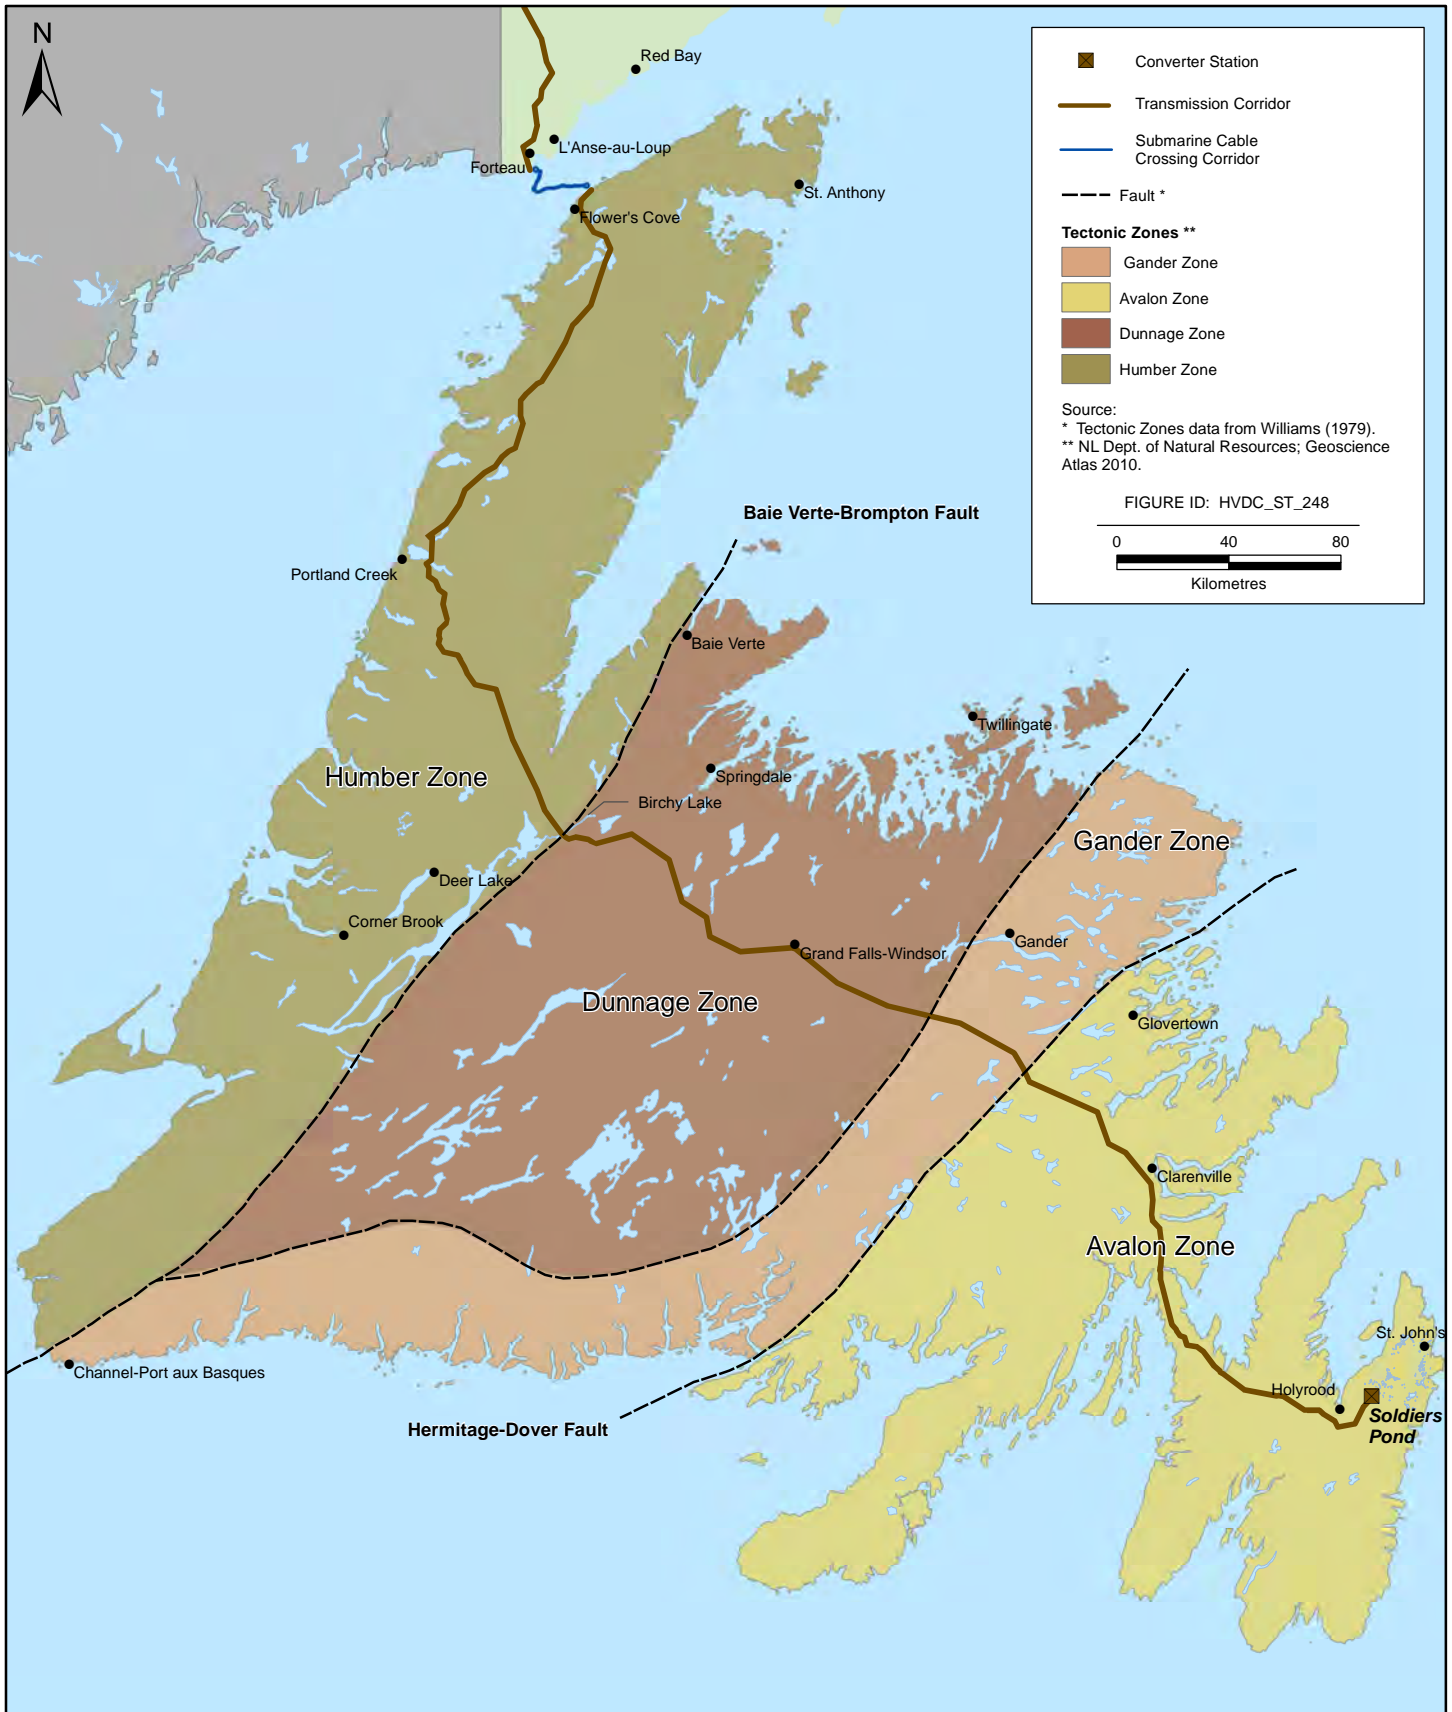 N
Red Bay
L'Anse-au-Loup
Forteau
St. Anthony
Flower's Cove
Converter Station
Transmission Corridor
Submarine Cable
Crossing Corridor
Fault *
Tectonic Zones **
Gander Zone
Avalon Zone
Dunnage Zone
Humber Zone
Source:
* Tectonic Zones data from Williams (1979).
** NL Dept. of Natural Resources; Geoscience
Atlas 2010.
FIGURE ID: HVDC_ST_248
0 40 80
Kilometres
Baie Verte-Brompton Fault
Portland Creek
Baie Verte
Twillingate
Humber Zone
Springdale
Birchy Lake
Gander Zone
Deer Lake
Corner Brook
Grand Falls-Windsor
Gander
Dunnage Zone
Glovertown
Clarenville
Avalon Zone
St. John's
Channel-Port aux Basques
Holyrood
Soldiers
Pond
Hermitage-Dover Fault